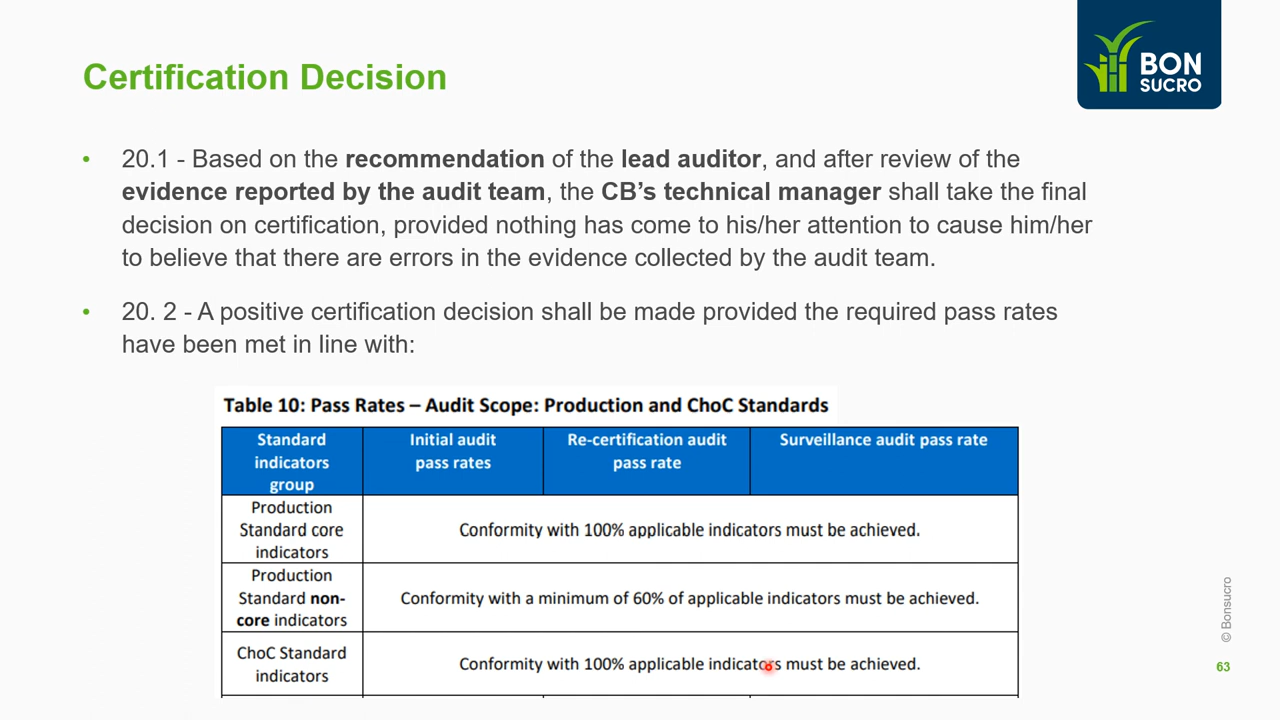 BON
SUCRO
Certification Decision
• 20.1 - Based on the recommendation of the lead auditor, and after review of the
evidence reported by the audit team, the CB’s technical manager shall take the final
decision on certification, provided nothing has come to his/her attention to cause him/her
to believe that there are errors in the evidence collected by the audit team.
• 20. 2 - A positive certification decision shall be made provided the required pass rates
have been met in line with:
Table 10: Pass Rates – Audit Scope: Production and ChoC Standards
Standard
indicators
group
Initial audit
pass rates
Re-certification audit
pass rate
Surveillance audit pass rate
Production
Standard core
indicators
Conformity with 100% applicable indicators must be achieved.
Production
Standard non-
core indicators
Conformity with a minimum of 60% of applicable indicators must be achieved.
ChoC Standard
indicators
Conformity with 100% applicable indicators must be achieved.
© Bonsucro
63